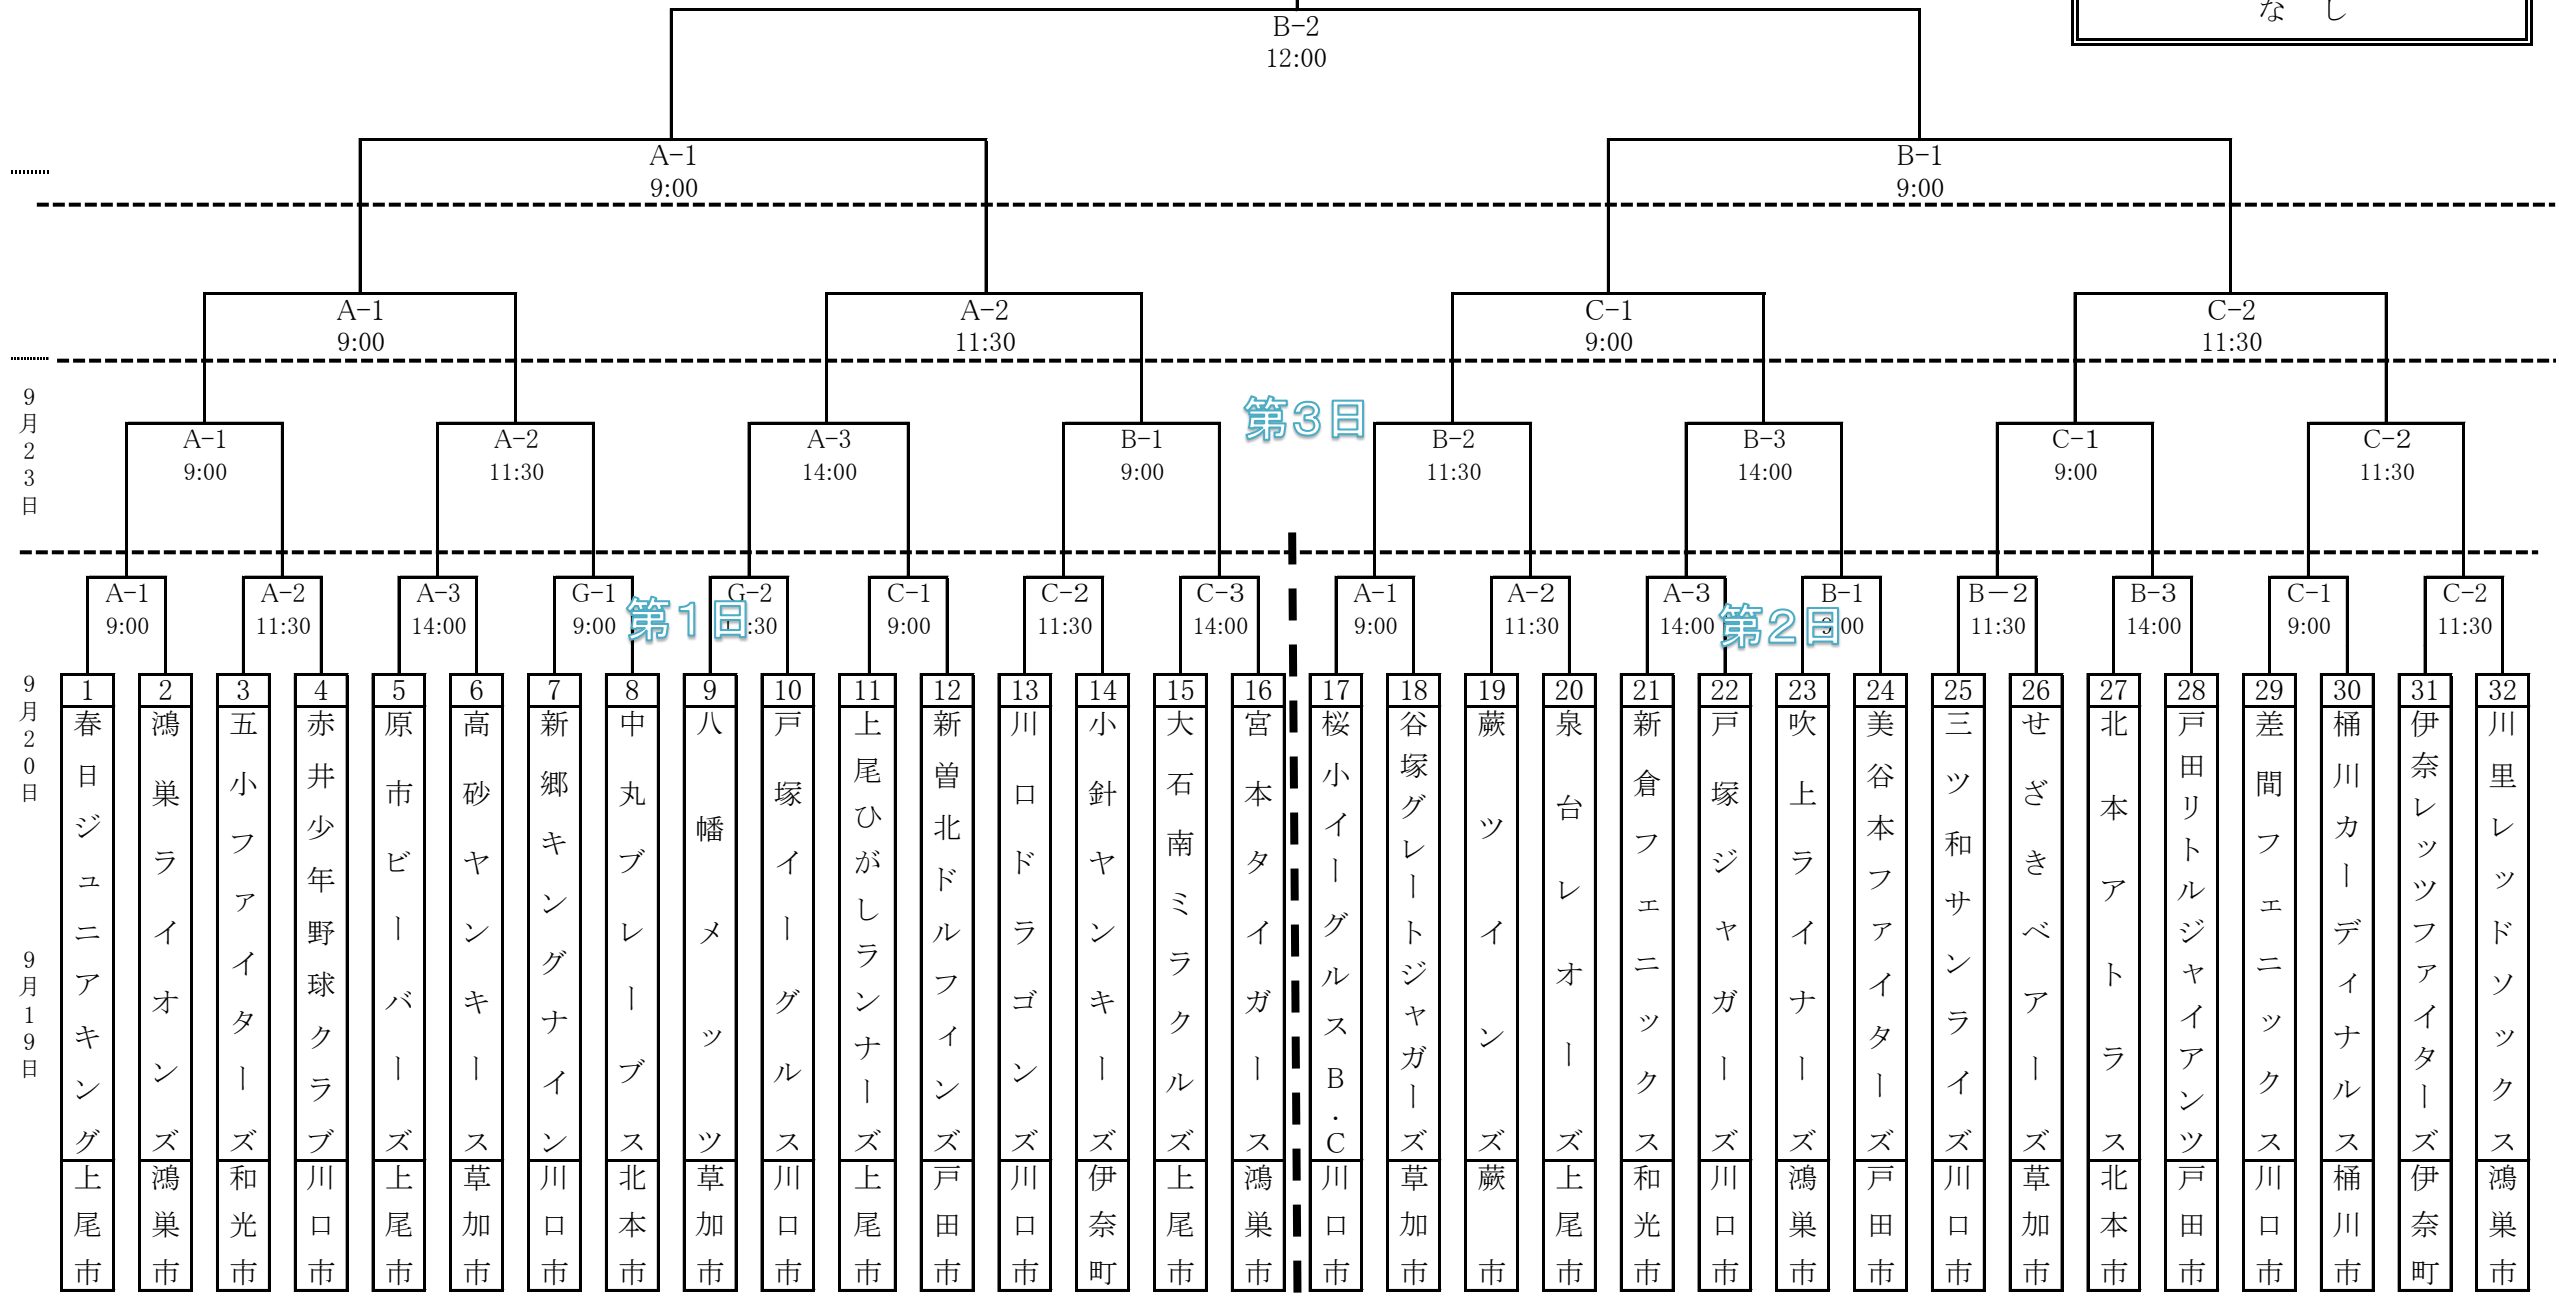 なし
B-2
12:00
A-1
9:00
B-1
9:00
A-1
9:00
A-2
11:30
C-1
9:00
C-2
11:30
9月23日
第3日
A-1
9:00
A-2
11:30
A-3
14:00
B-1
9:00
B-2
11:30
B-3
14:00
C-1
9:00
C-2
11:30
A-1
9:00
A-2
11:30
A-3
14:00
G-1
9:00
第1日
G-2
:30
C-1
9:00
C-2
11:30
C-3
14:00
A-1
9:00
A-2
11:30
A-3
14:00
第2日
B-1
9:00
B-2
11:30
B-3
14:00
C-1
9:00
C-2
11:30
9月20日
9月19日
1
春日ジュニアキング
上尾市
2
鴻巣ライオンズ
鴻巣市
3
五小ファイターズ
和光市
4
赤井少年野球クラブ
川口市
5
原市ビーバーズ
上尾市
6
高砂ヤンキース
草加市
7
新郷キングナイン
川口市
8
中丸ブレーブス
北本市
9
八幡メッツ
草加市
10
戸塚イーグルス
川口市
11
上尾ひがしランナーズ
上尾市
12
新曽北ドルフィンズ
戸田市
13
川口ドラゴンズ
川口市
14
小針ヤンキーズ
伊奈町
15
大石南ミラクルズ
上尾市
16
宮本タイガース
鴻巣市
17
桜小イーグルスB.C
川口市
18
谷塚グレートジャガーズ
草加市
19
蕨ツインズ
蕨市
20
泉台レオーズ
上尾市
21
新倉フェニックス
和光市
22
戸塚ジャガーズ
川口市
23
吹上ライナーズ
鴻巣市
24
美谷本ファイターズ
戸田市
25
三ツ和サンライズ
川口市
26
せざきベアーズ
草加市
27
北本アトラス
北本市
28
戸田リトルジャイアンツ
戸田市
29
差間フェニックス
川口市
30
桶川カーディナルス
桶川市
31
伊奈レッツファイターズ
伊奈町
32
川里レッドソックス
鴻巣市